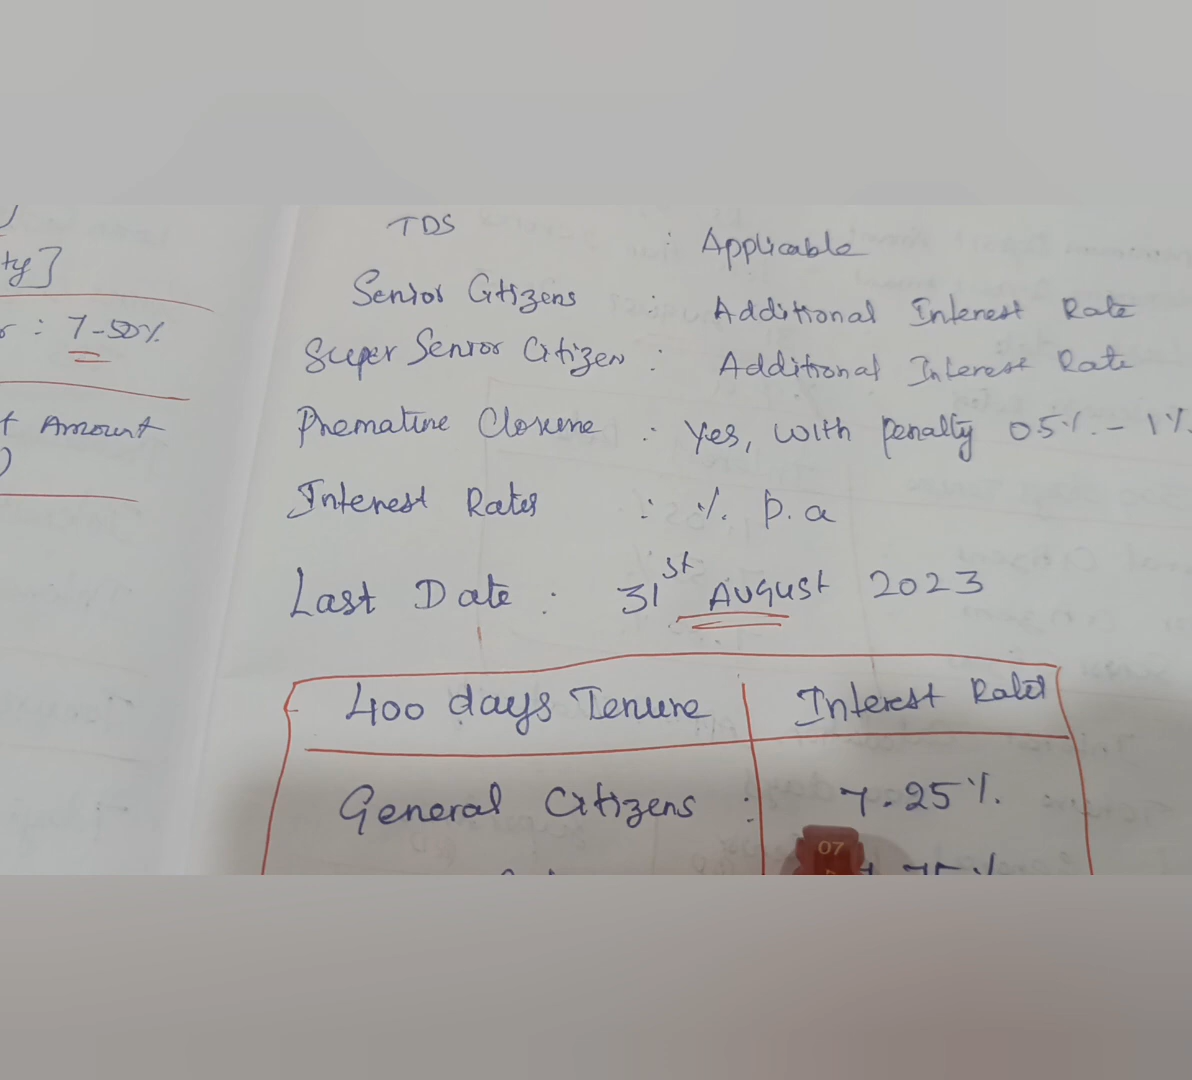 ty]
: 7-50%
Amount
TDS : Applicable
Senior Citizens : Additional Interest Rate
Super Senior Citizen : Additional Interest Rate
Premature Closure : Yes, with penalty 0.5% - 1%
Interest Rates : % p.a
Last Date : 31st AUGUST 2023
400 days Tenure Interest Rates
General Citizens : 7.25%
07